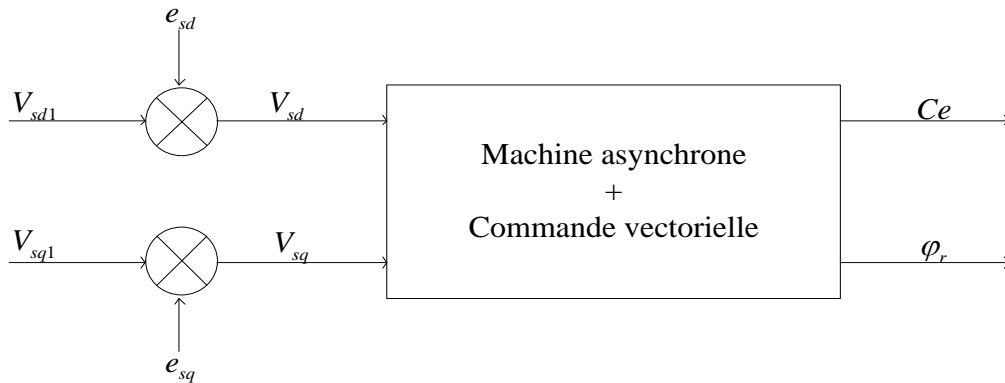 e_sd
V_sd1
V_sd
Ce
Machine asynchrone
+
Commande vectorielle
V_sq1
V_sq
φ_r
e_sq